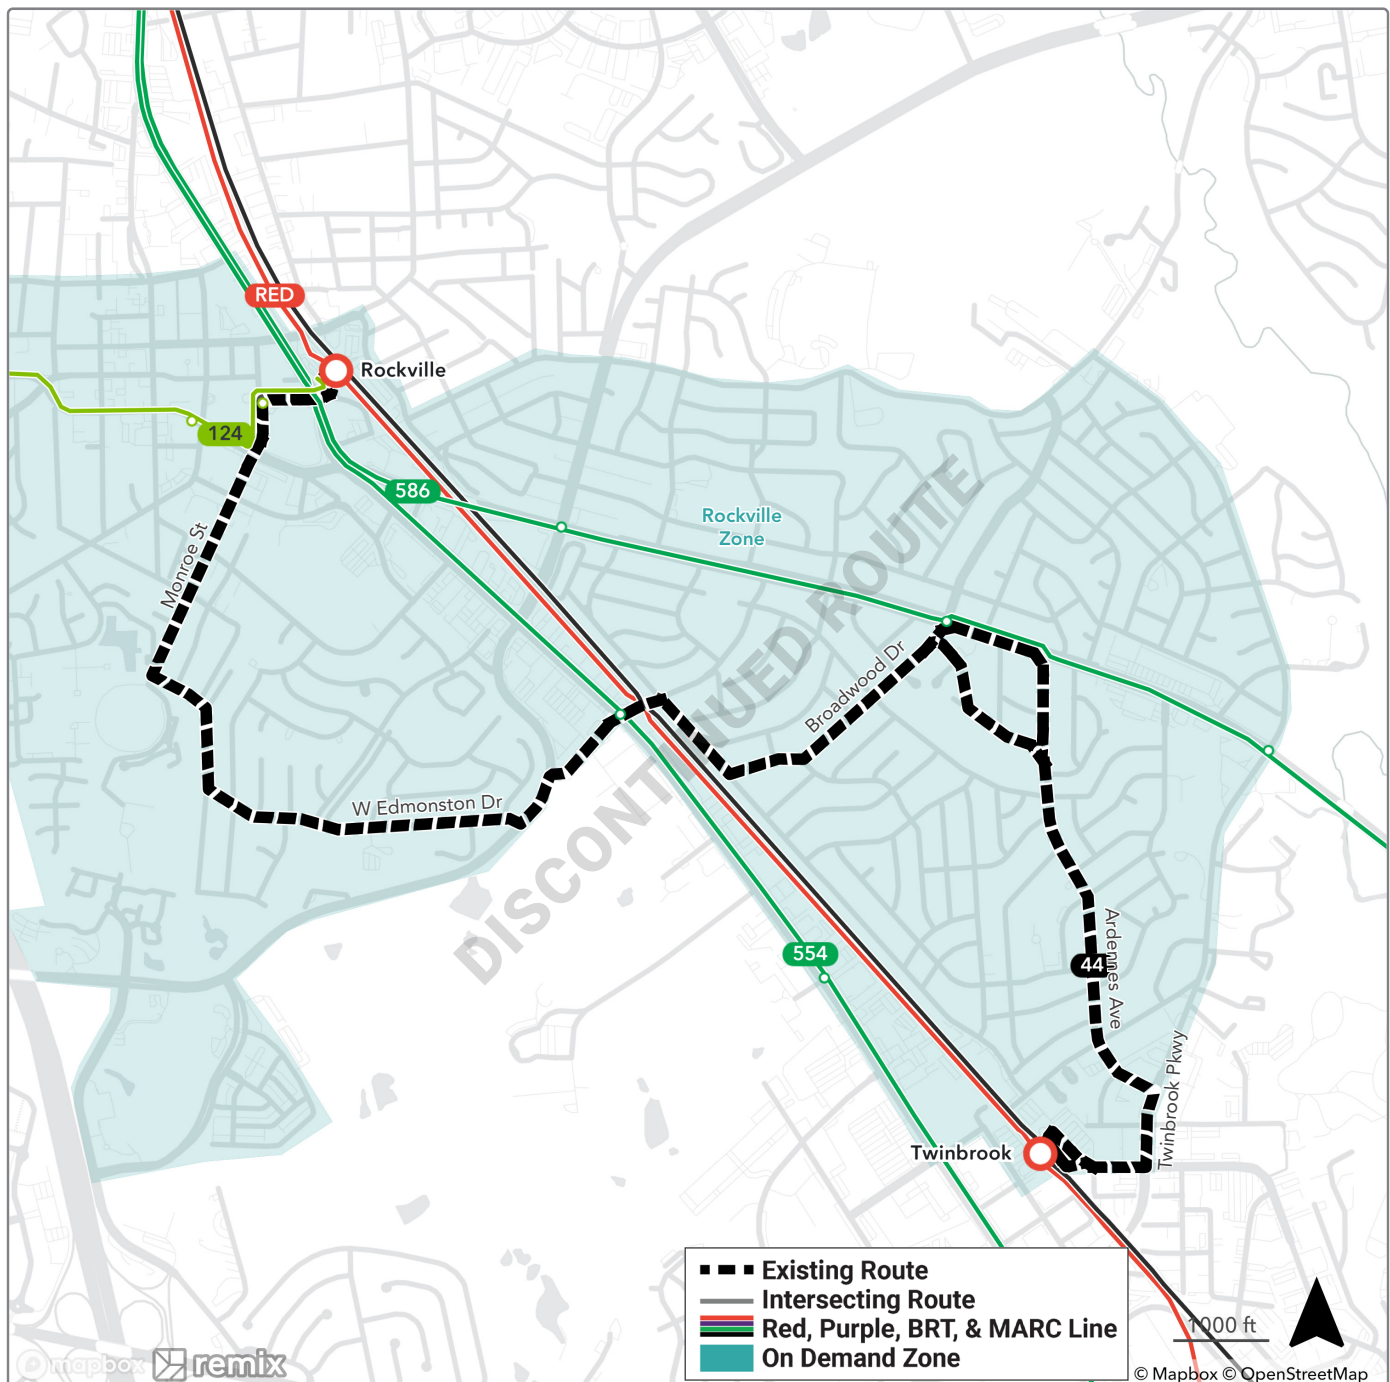 RED
Rockville
124
586
Rockville
Zone
Monroe St
DISCONTINUED ROUTE
Broadwood Dr
W Edmonston Dr
554
44
Ardennes Ave
Twinbrook Pkwy
Twinbrook
Existing Route
Intersecting Route
Red, Purple, BRT, & MARC Line
On Demand Zone
1000 ft
mapbox
remix
© Mapbox © OpenStreetMap